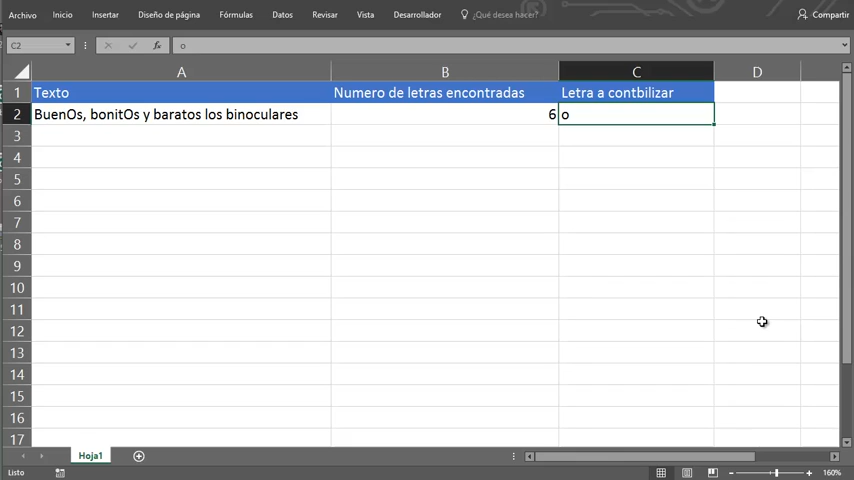 Archivo Inicio Insertar Diseño de página Fórmulas Datos Revisar Vista Desarrollador ¿Qué desea hacer? Compartir
C2 fx o
A B C D
1 Texto Numero de letras encontradas Letra a contbilizar
2 BuenOs, bonitOs y baratos los binoculares 6 o
3
4
5
6
7
8
9
10
11
12
13
14
15
16
17
Hoja1
Listo 160%